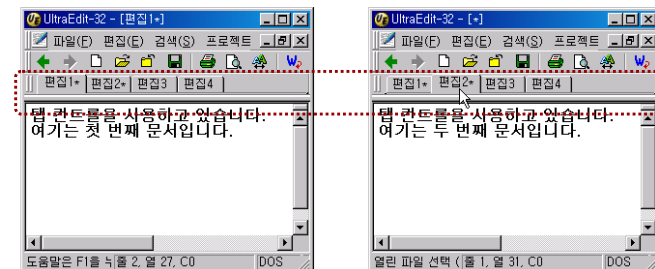 UltraEdit-32 - [편집1*]
파일(F) 편집(E) 검색(S) 프로젝트
편집1* 편집2* 편집3 편집4
탭 컨트롤을 사용하고 있습니다.
여기는 첫 번째 문서입니다.
도움말은 F1을 누 줄 2, 열 27, C0 DOS
UltraEdit-32 - [*]
파일(F) 편집(E) 검색(S) 프로젝트
편집1* 편집2* 편집3 편집4
탭 컨트롤을 사용하고 있습니다.
여기는 두 번째 문서입니다.
열린 파일 선택 ( 줄 1, 열 31, C0 DOS